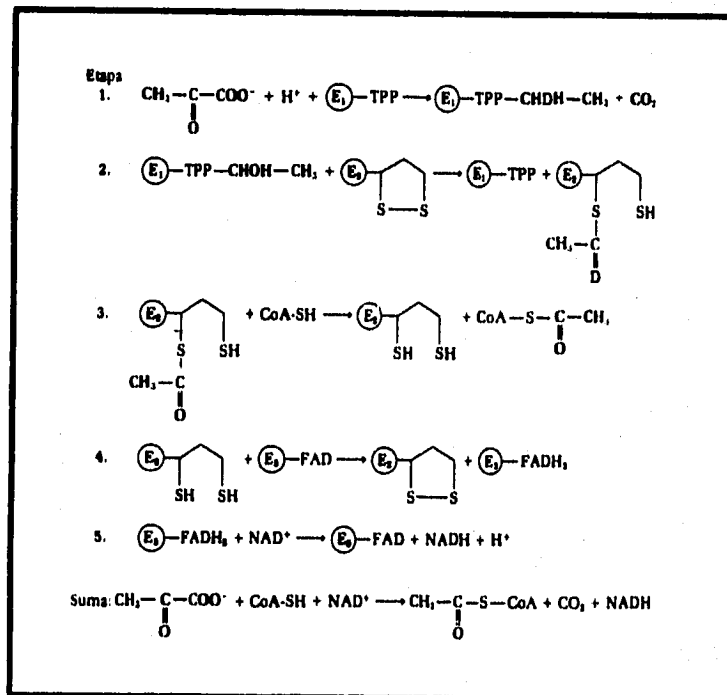 Etapa
1. CH₃—C—COO⁻ + H⁺ + E₁—TPP → E₁—TPP—CHDH—CH₃ + CO₂
O
2. E₁—TPP—CHOH—CH₃ + E₂ → E₁—TPP + E₂
S—S S SH
CH₃—C
D
3. E₂ + CoA-SH → E₂ + CoA—S—C—CH₃
S SH SH SH O
CH₃—C
O
4. E₂ + E₃—FAD → E₂ + E₃—FADH₂
SH SH S—S
5. E₃—FADH₂ + NAD⁺ → E₃—FAD + NADH + H⁺
Suma: CH₃—C—COO⁻ + CoA-SH + NAD⁺ → CH₃—C—S—CoA + CO₂ + NADH
O O